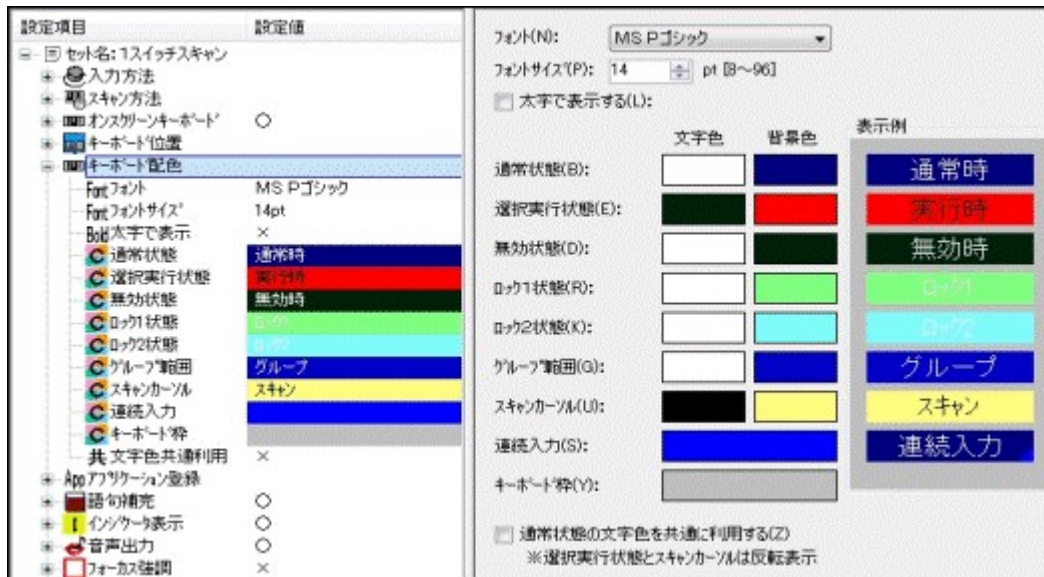 設定項目 設定値
セット名: 1スイッチスキャン
入力方法
スキャン方法
オンスクリーンキーボード ○
キーボード位置
キーボード配色
Font フォント MS Pゴシック
Font フォントサイズ 14pt
Bold 太字で表示 ×
C 通常状態 通常時
C 選択実行状態 実行時
C 無効状態 無効時
C ロック1状態 ロック1
C ロック2状態 ロック2
C グループ範囲 グループ
C スキャンカーソル スキャン
C 連続入力
C キーボード枠
共 文字色共通利用 ×
App アプリケーション登録
語句補完 ○
インジケータ表示 ○
音声出力 ○
フォーカス強調 ×
フォント(N): MS Pゴシック
フォントサイズ(P): 14 pt [8～96]
太字で表示する(L):
文字色 背景色 表示例
通常状態(B): 通常時
選択実行状態(E): 実行時
無効状態(D): 無効時
ロック1状態(R): ロック1
ロック2状態(K): ロック2
グループ範囲(G): グループ
スキャンカーソル(U): スキャン
連続入力(S): 連続入力
キーボード枠(Y):
通常状態の文字色を共通に利用する(Z)
※選択実行状態とスキャンカーソルは反転表示